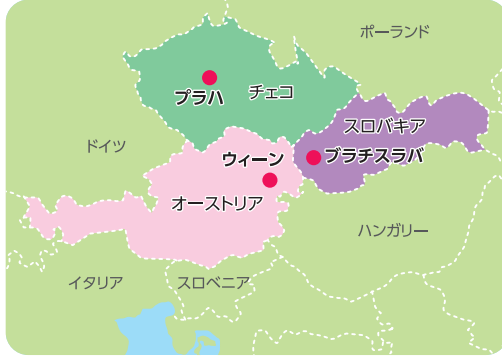 ポーランド
プラハ
チェコ
スロバキア
ドイツ
ウィーン
ブラチスラバ
オーストリア
ハンガリー
イタリア
スロベニア